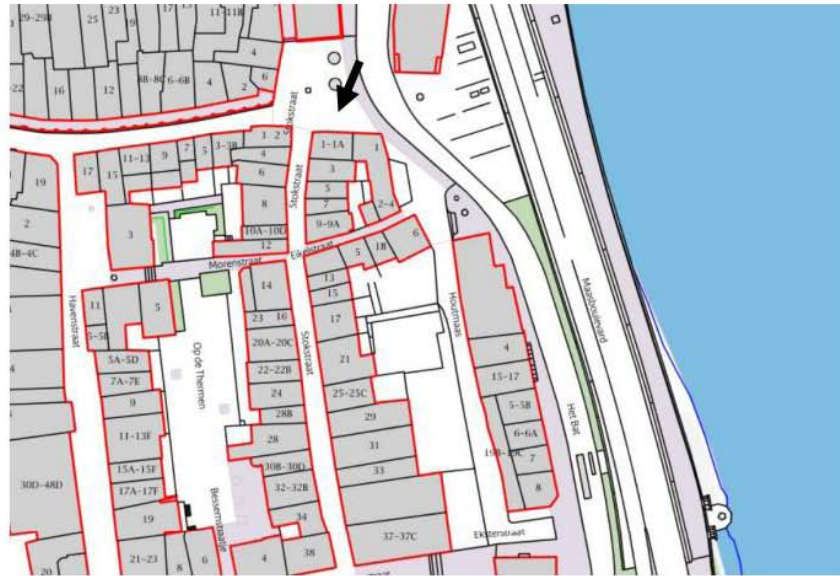 29-29B
25
23
19
17
11-11B
4
6
-22
16
12
8B-8C
6-6B
4
2
Stokstraat
19
17
15
11-13
9
7
5
3-3B
1
2
4
6
8
10A-10D
12
1-1A
1
3
5
7
9-9A
2-4
Stokstraat
2
4B-4C
3
Morenstraat
Eikelstraat
5
1B
6
13
15
17
21
25-25C
29
31
33
37-37C
Havenstraat
11
5
5-5B
5A-5D
7A-7E
9
11-13F
15A-15F
17A-17F
19
21-23
8
6
30D-48D
20
Op de Thermen
14
23
16
20A-20C
22-22B
24
28B
28
30B-30D
32-32B
34
38
4
Stokstraat
Houtmaas
4
15-17
5-5B
6-6A
7
8
Eksterstraat
Het Bat
Maasboulevard